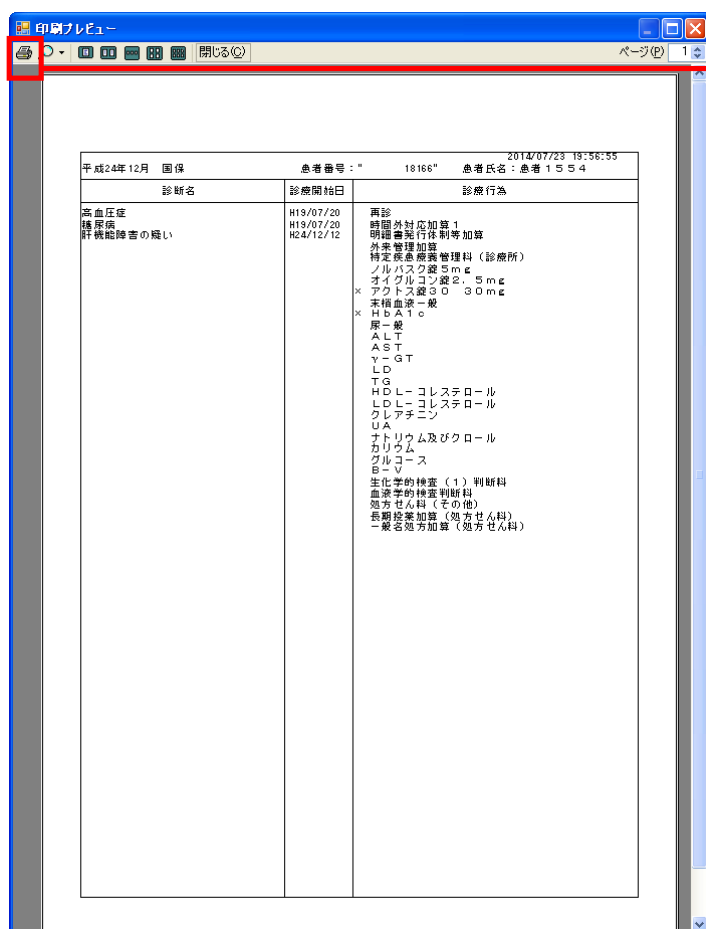 印刷プレビュー
閉じる(C) ページ(P) 1
2014/07/23 19:56:55
平成24年12月 国保 患者番号：" 18166" 患者氏名：患者１５５４
診断名 診療開始日 診療行為
高血圧症 H19/07/20 再診
糖尿病 H19/07/20 時間外対応加算１
肝機能障害の疑い H24/12/12 明細書発行体制等加算
外来管理加算
特定疾患療養管理料（診療所）
ノルバスク錠５ｍｇ
オイグルコン錠２．５ｍｇ
× アクトス錠３０ ３０ｍｇ
末梢血液一般
× ＨｂＡ１ｃ
尿一般
ＡＬＴ
ＡＳＴ
γ－ＧＴ
ＬＤ
ＴＧ
ＨＤＬ－コレステロール
ＬＤＬ－コレステロール
クレアチニン
ＵＡ
ナトリウム及びクロール
カリウム
グルコース
Ｂ－Ｖ
生化学的検査（１）判断料
血液学的検査判断料
処方せん料（その他）
長期投薬加算（処方せん料）
一般名処方加算（処方せん料）